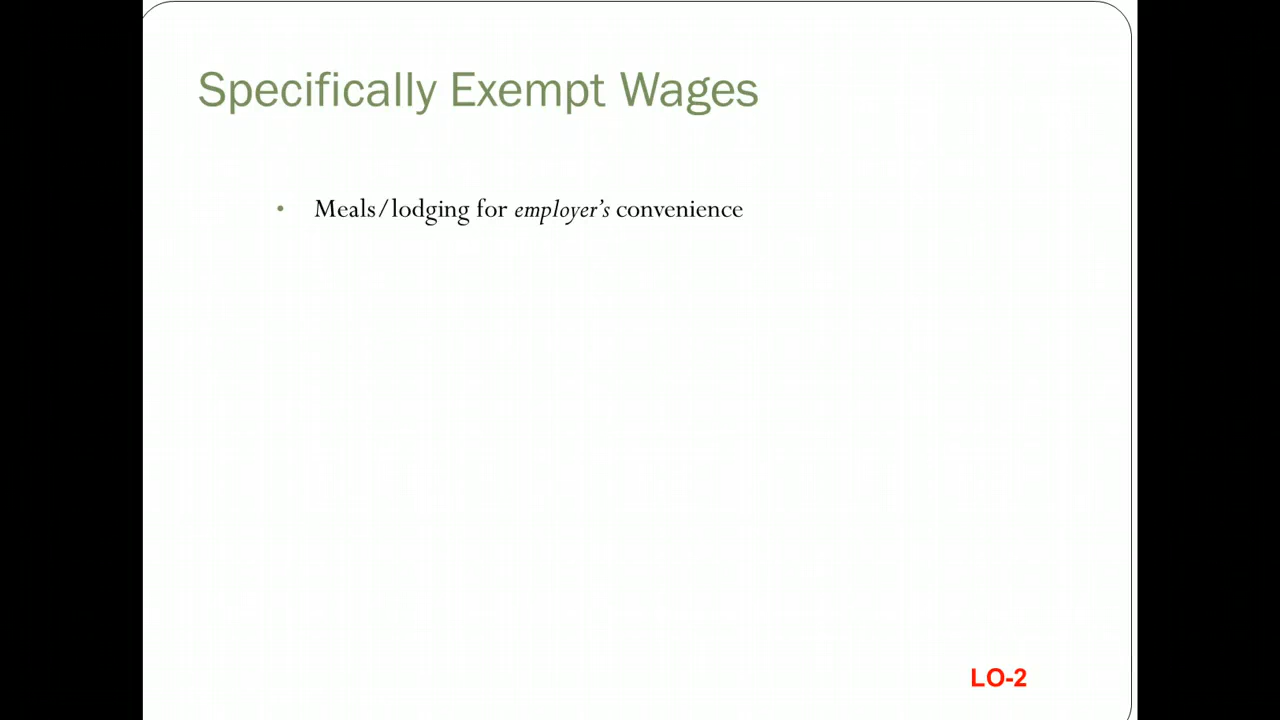 Specifically Exempt Wages
• Meals/lodging for employer’s convenience
LO-2